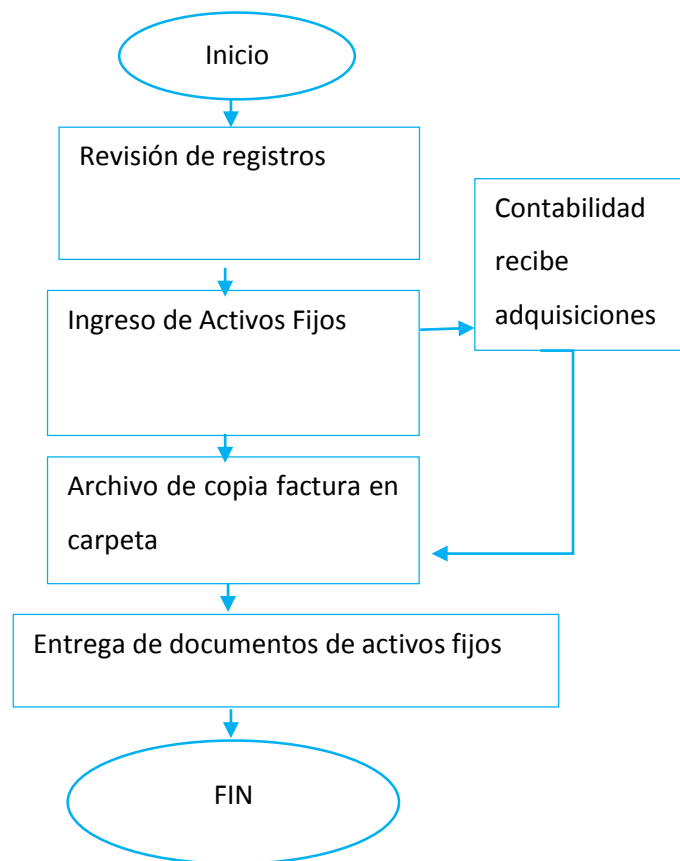 Inicio
Revisión de registros
Ingreso de Activos Fijos
Contabilidad
recibe
adquisiciones
Archivo de copia factura en
carpeta
Entrega de documentos de activos fijos
FIN